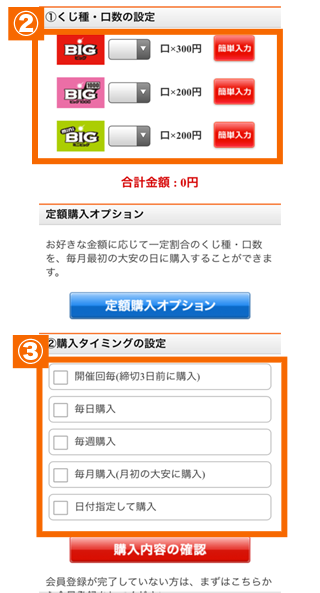 ②
①くじ種・口数の設定
BIG
口×300円
簡単入力
BIG 1000
口×200円
簡単入力
mini BIG
口×200円
簡単入力
合計金額：0円
定額購入オプション
お好きな金額に応じて一定割合のくじ種・口数
を、毎月最初の大安の日に購入することができま
す。
定額購入オプション
③
②購入タイミングの設定
開催回毎(締切3日前に購入)
毎日購入
毎週購入
毎月購入(月初の大安に購入)
日付指定して購入
購入内容の確認
会員登録が完了していない方は、まずはこちらか